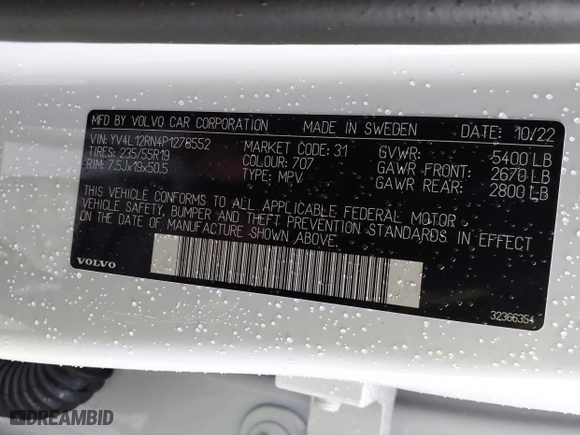 MFD BY VOLVO CAR CORPORATION MADE IN SWEDEN DATE: 10/22
VIN: YV4L12RN4P1278552 MARKET CODE: 31 GVWR: 5400 LB
TIRES: 235/55R19 COLOUR: 707 GAWR FRONT: 2670 LB
RIM: 7.5Jx19x50.5 TYPE: MPV GAWR REAR: 2800 LB
THIS VEHICLE CONFORMS TO ALL APPLICABLE FEDERAL MOTOR
VEHICLE SAFETY, BUMPER AND THEFT PREVENTION STANDARDS IN EFFECT
ON THE DATE OF MANUFACTURE SHOWN ABOVE.
VOLVO
32366354
DREAMBID